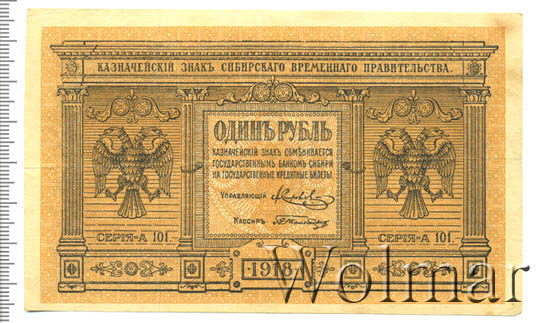 КАЗНАЧЕЙСКІЙ ЗНАКЪ СИБИРСКАГО ВРЕМЕННАГО ПРАВИТЕЛЬСТВА.
ОДИНЪ РУБЛЬ
КАЗНАЧЕЙСКІЙ ЗНАКЪ ОБМѢНИВАЕТСЯ
ГОСУДАРСТВЕННЫМЪ БАНКОМЪ СИБИРИ
НА ГОСУДАРСТВЕННЫЕ КРЕДИТНЫЕ БИЛЕТЫ.
УПРАВЛЯЮЩІЙ
КАССИРЪ
СЕРІЯ-А 101.
СЕРІЯ-А 101.
1918
Wolmar